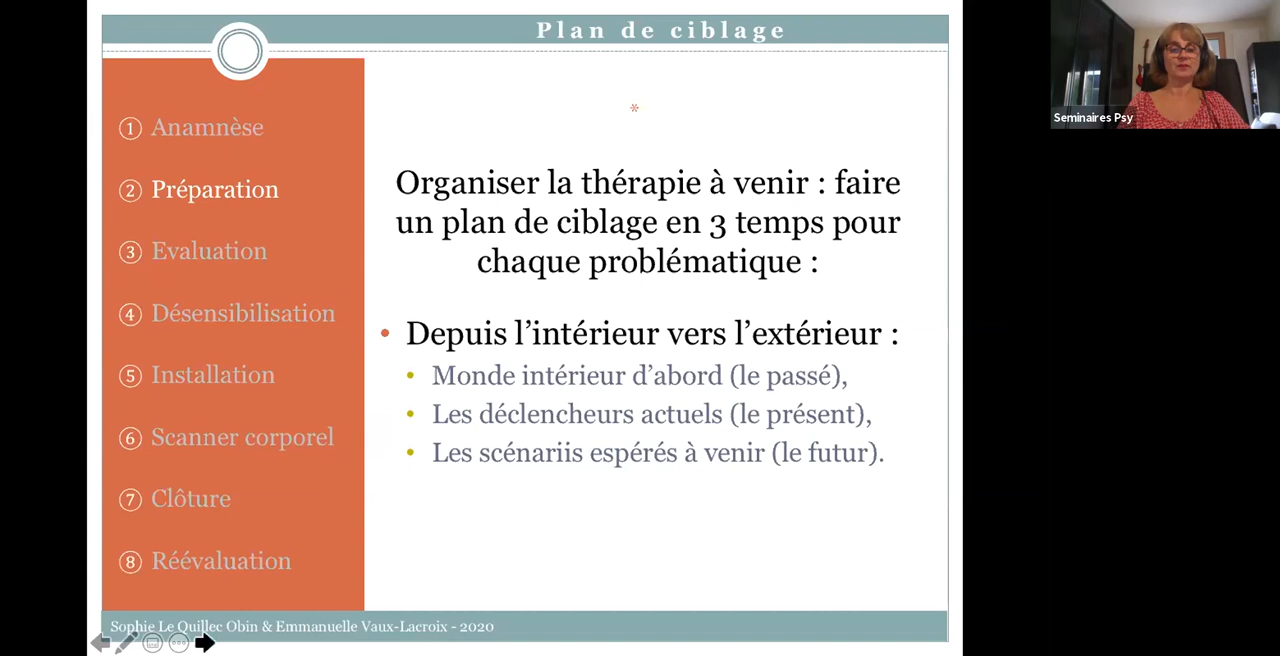 Plan de ciblage
① Anamnèse
② Préparation
③ Evaluation
④ Désensibilisation
⑤ Installation
⑥ Scanner corporel
⑦ Clôture
⑧ Réévaluation
*
Organiser la thérapie à venir : faire
un plan de ciblage en 3 temps pour
chaque problématique :
• Depuis l’intérieur vers l’extérieur :
• Monde intérieur d’abord (le passé),
• Les déclencheurs actuels (le présent),
• Les scénariis espérés à venir (le futur).
Sophie Le Quillec Obin & Emmanuelle Vaux-Lacroix - 2020
Seminaires Psy